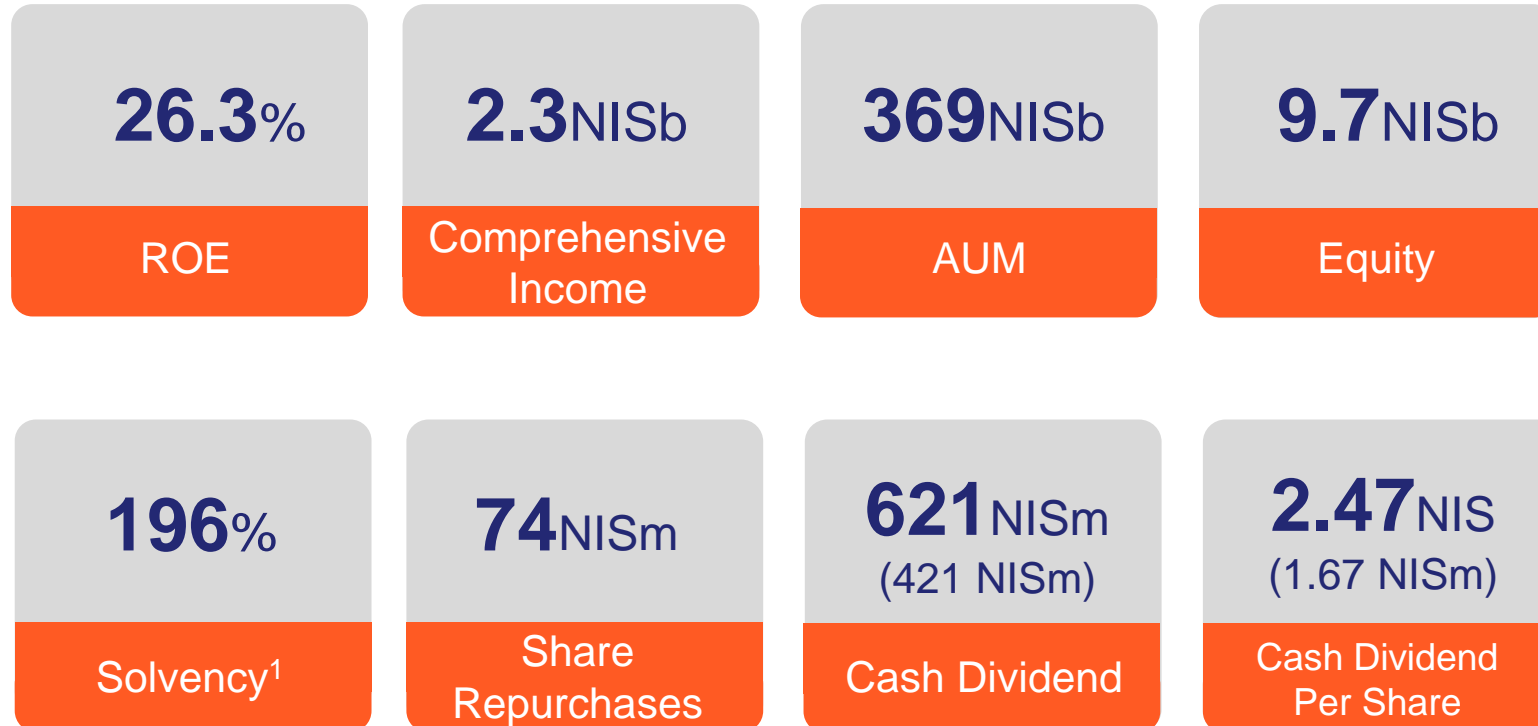 26.3%
ROE
2.3NISb
Comprehensive
Income
369NISb
AUM
9.7NISb
Equity
196%
Solvency1
74NISm
Share
Repurchases
621NISm
(421 NISm)
Cash Dividend
2.47NIS
(1.67 NISm)
Cash Dividend
Per Share